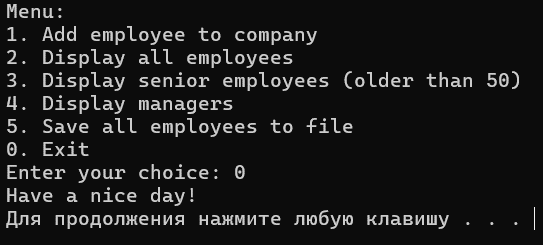 Menu:
1. Add employee to company
2. Display all employees
3. Display senior employees (older than 50)
4. Display managers
5. Save all employees to file
0. Exit
Enter your choice: 0
Have a nice day!
Для продолжения нажмите любую клавишу . . .